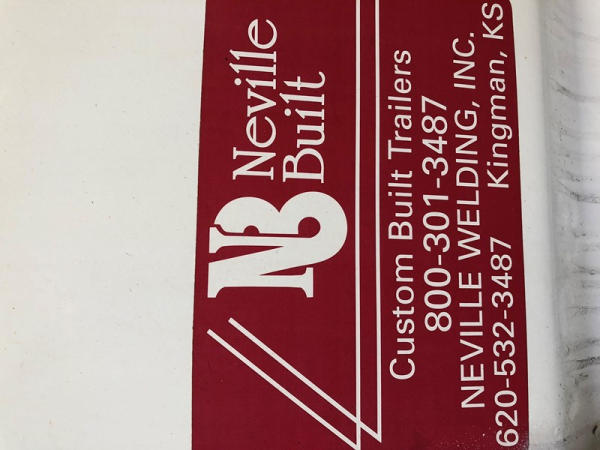 NB Neville
Built
Custom Built Trailers
800-301-3487
NEVILLE WELDING, INC.
620-532-3487 Kingman, KS